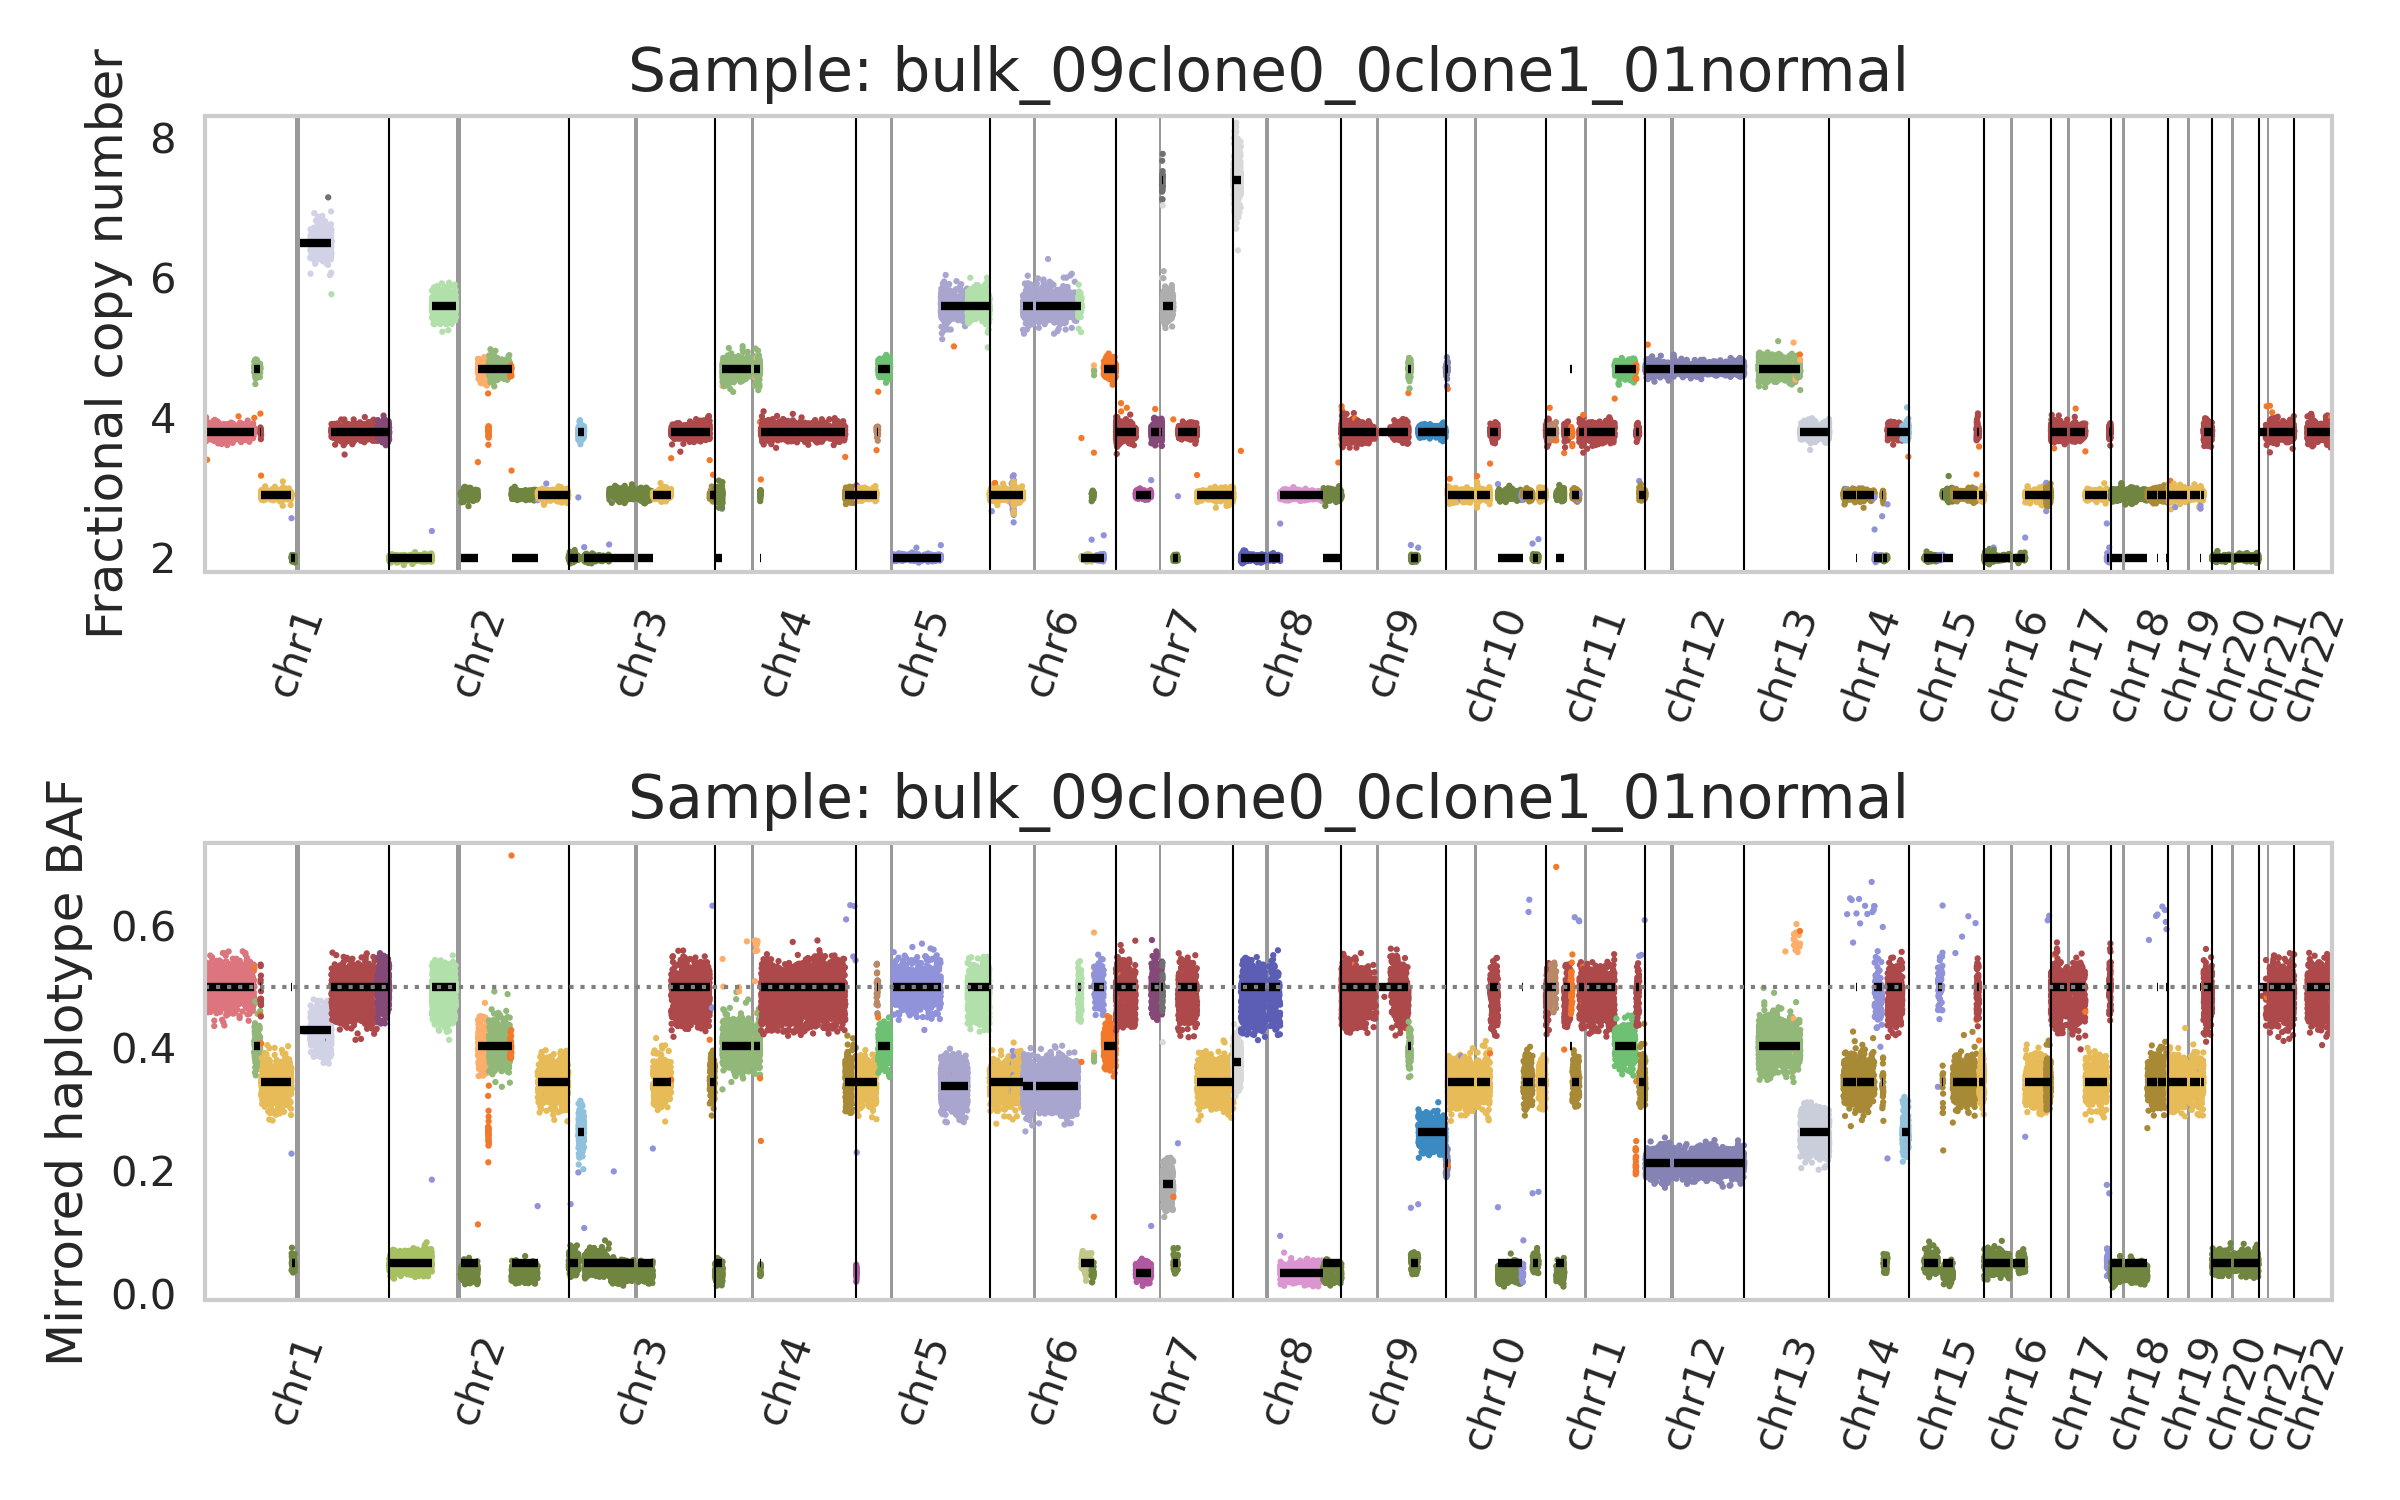 Sample: bulk_09clone0_0clone1_01normal
Fractional copy number
8
6
4
2
chr1 chr2 chr3 chr4 chr5 chr6 chr7 chr8 chr9 chr10 chr11 chr12 chr13 chr14 chr15 chr16 chr17 chr18 chr19 chr20 chr21 chr22
Sample: bulk_09clone0_0clone1_01normal
Mirrored haplotype BAF
0.6
0.4
0.2
0.0
chr1 chr2 chr3 chr4 chr5 chr6 chr7 chr8 chr9 chr10 chr11 chr12 chr13 chr14 chr15 chr16 chr17 chr18 chr19 chr20 chr21 chr22